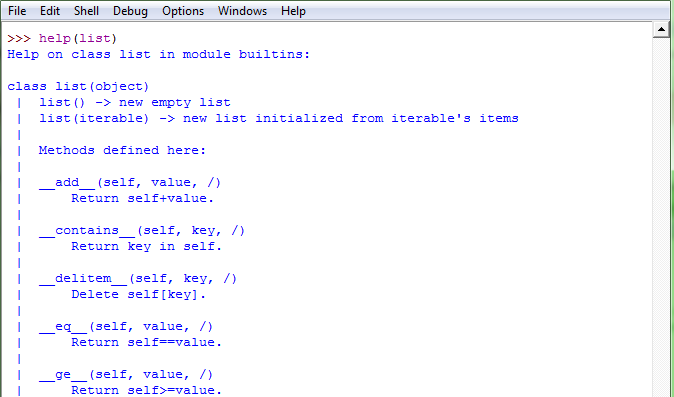 File Edit Shell Debug Options Windows Help
>>> help(list)
Help on class list in module builtins:

class list(object)
 |  list() -> new empty list
 |  list(iterable) -> new list initialized from iterable's items
 |
 |  Methods defined here:
 |
 |  __add__(self, value, /)
 |      Return self+value.
 |
 |  __contains__(self, key, /)
 |      Return key in self.
 |
 |  __delitem__(self, key, /)
 |      Delete self[key].
 |
 |  __eq__(self, value, /)
 |      Return self==value.
 |
 |  __ge__(self, value, /)
 |      Return self>=value.